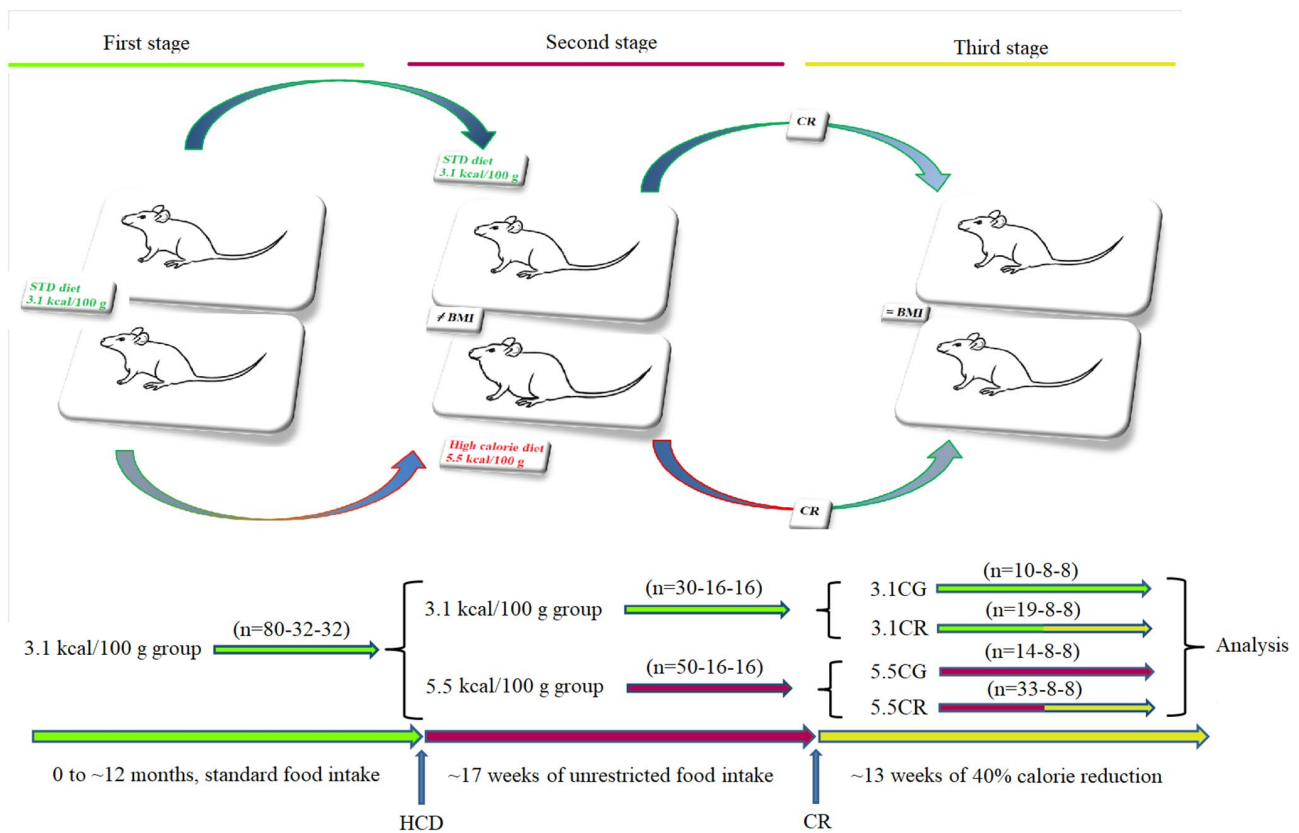 First stage
Second stage
Third stage
CR
STD diet
3.1 kcal/100 g
STD diet
3.1 kcal/100 g
≠ BMI
= BMI
High calorie diet
5.5 kcal/100 g
CR
3.1 kcal/100 g group
(n=80-32-32)
3.1 kcal/100 g group
(n=30-16-16)
5.5 kcal/100 g group
(n=50-16-16)
3.1CG
(n=10-8-8)
3.1CR
(n=19-8-8)
5.5CG
(n=14-8-8)
5.5CR
(n=33-8-8)
Analysis
0 to ~12 months, standard food intake
~17 weeks of unrestricted food intake
~13 weeks of 40% calorie reduction
HCD
CR